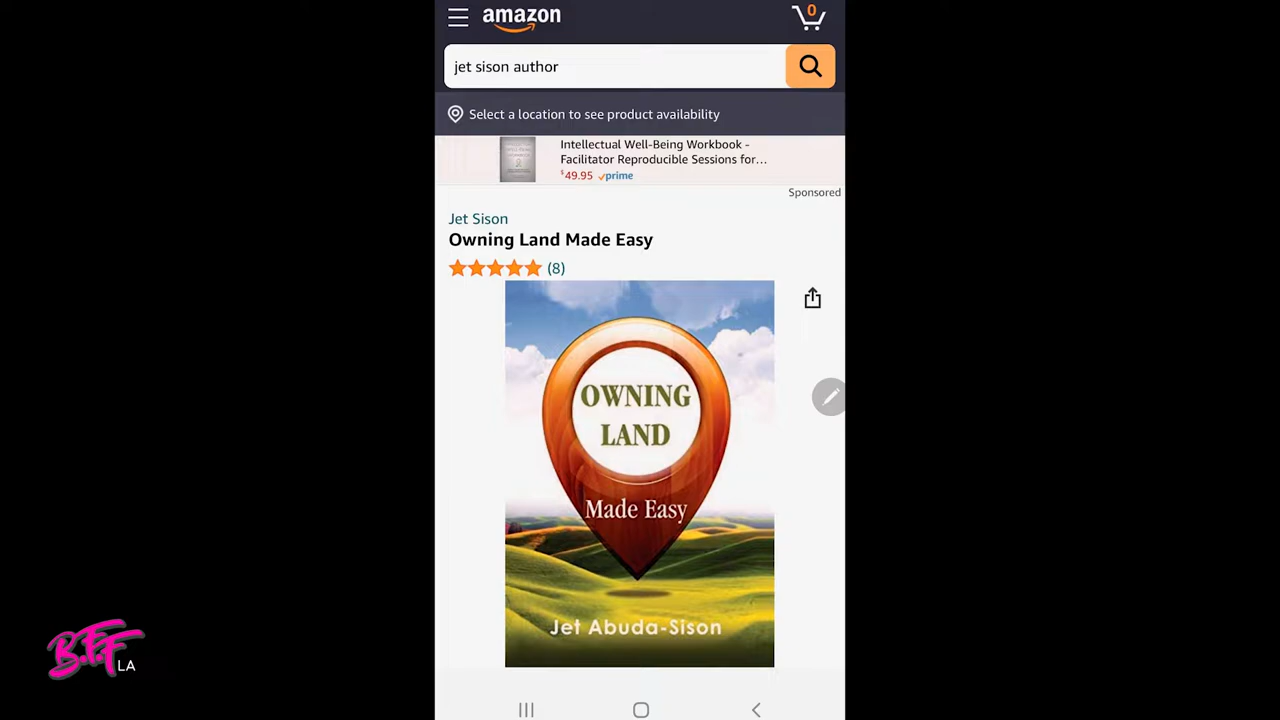 amazon
0
jet sison author
Select a location to see product availability
Intellectual Well-Being Workbook -
Facilitator Reproducible Sessions for...
$49.95 prime
Sponsored
Jet Sison
Owning Land Made Easy
(8)
OWNING
LAND
Made Easy
Jet Abuda-Sison
B.F.F
LA